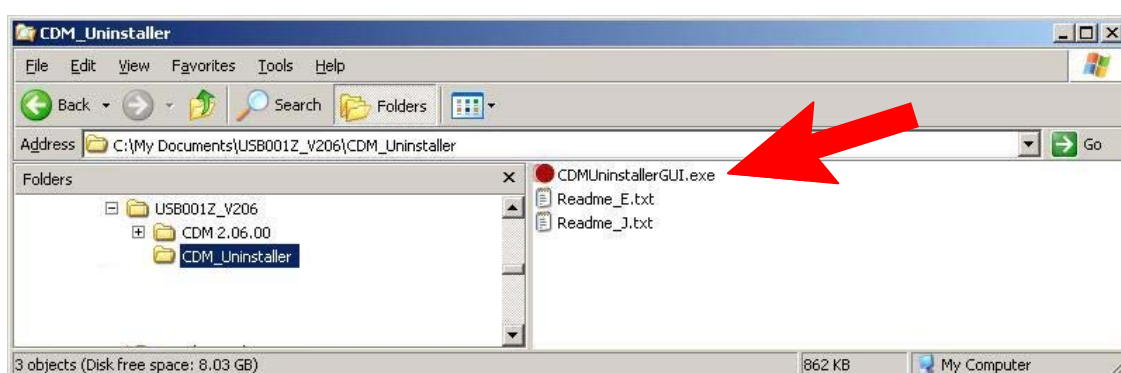 CDM_Uninstaller
File Edit View Favorites Tools Help
Back Search Folders
Address C:\My Documents\USB001Z_V206\CDM_Uninstaller Go
Folders
USB001Z_V206
CDM 2.06.00
CDM_Uninstaller
CDMUninstallerGUI.exe
Readme_E.txt
Readme_J.txt
3 objects (Disk free space: 8.03 GB) 862 KB My Computer